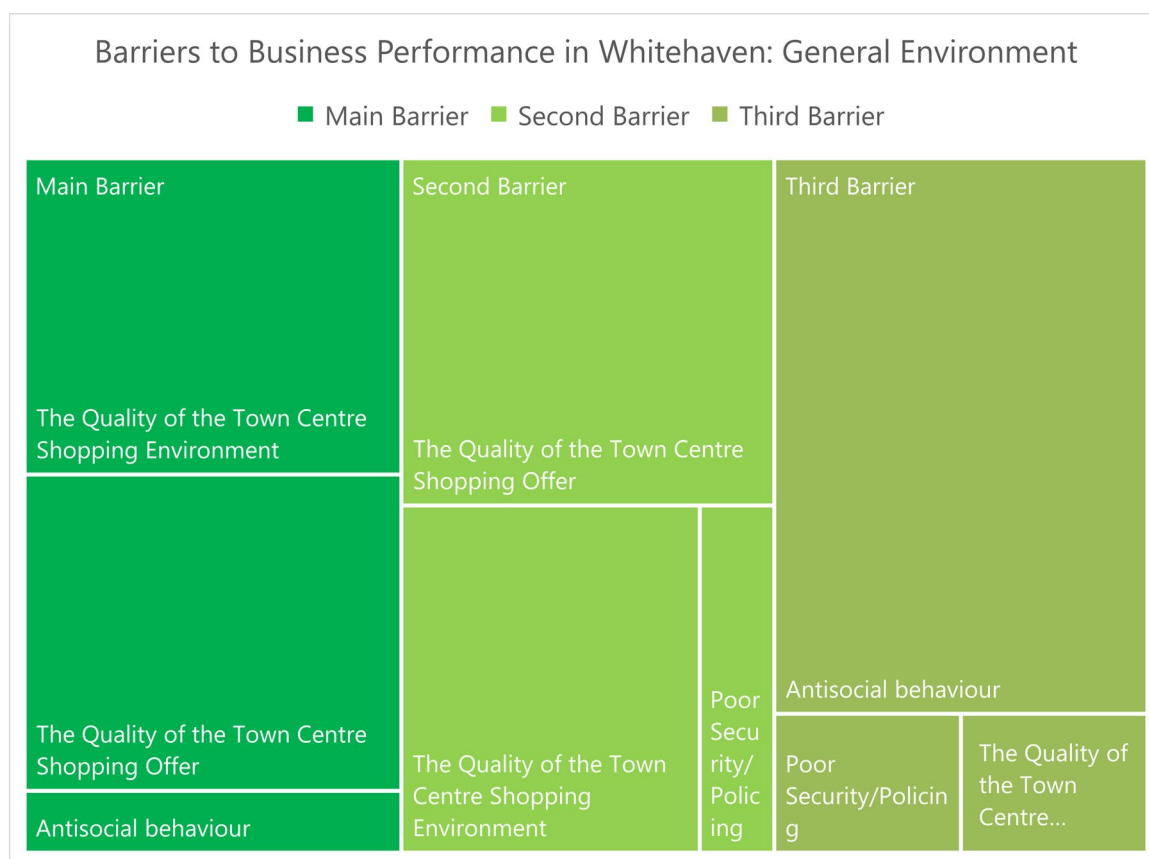 Barriers to Business Performance in Whitehaven: General Environment
Main Barrier Second Barrier Third Barrier
Main Barrier
The Quality of the Town Centre
Shopping Environment
The Quality of the Town Centre
Shopping Offer
Antisocial behaviour
Second Barrier
The Quality of the Town Centre
Shopping Offer
The Quality of the Town
Centre Shopping
Environment
Poor
Secu
rity/
Polic
ing
Third Barrier
Antisocial behaviour
Poor
Security/Policin
g
The Quality of
the Town
Centre...